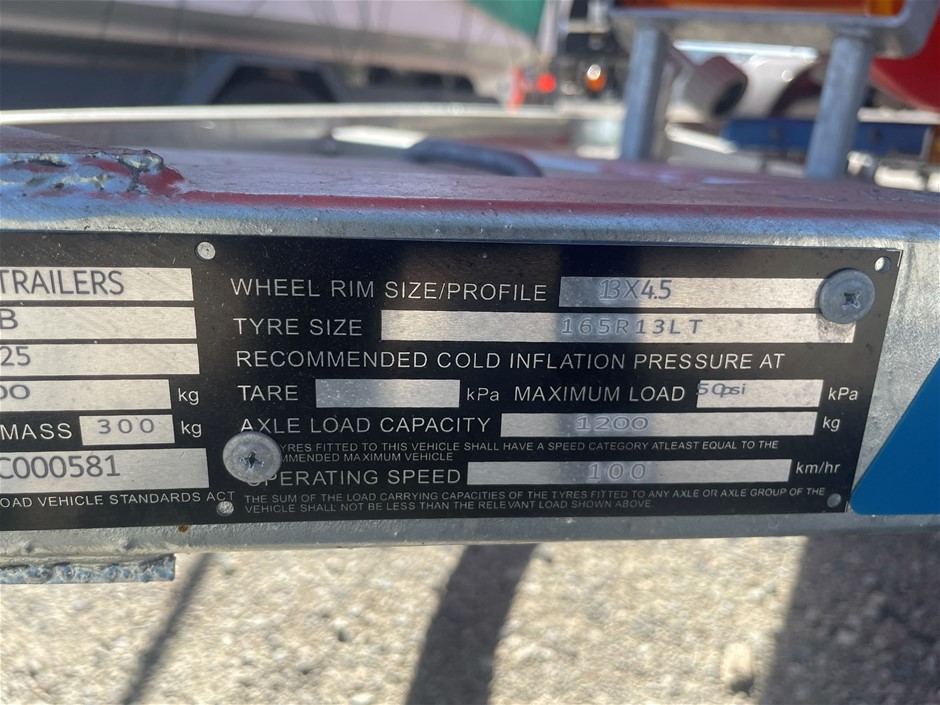 TRAILERS
B
25
00 kg
MASS 300 kg
C000581
OAD VEHICLE STANDARDS ACT
WHEEL RIM SIZE/PROFILE 13X4.5
TYRE SIZE 165R13LT
RECOMMENDED COLD INFLATION PRESSURE AT
TARE kPa MAXIMUM LOAD 50psi kPa
AXLE LOAD CAPACITY 1200 kg
TYRES FITTED TO THIS VEHICLE SHALL HAVE A SPEED CATEGORY ATLEAST EQUAL TO THE
MMENDED MAXIMUM VEHICLE
OPERATING SPEED 100 km/hr
THE SUM OF THE LOAD CARRYING CAPACITIES OF THE TYRES FITTED TO ANY AXLE OR AXLE GROUP OF THE
VEHICLE SHALL NOT BE LESS THAN THE RELEVANT LOAD SHOWN ABOVE